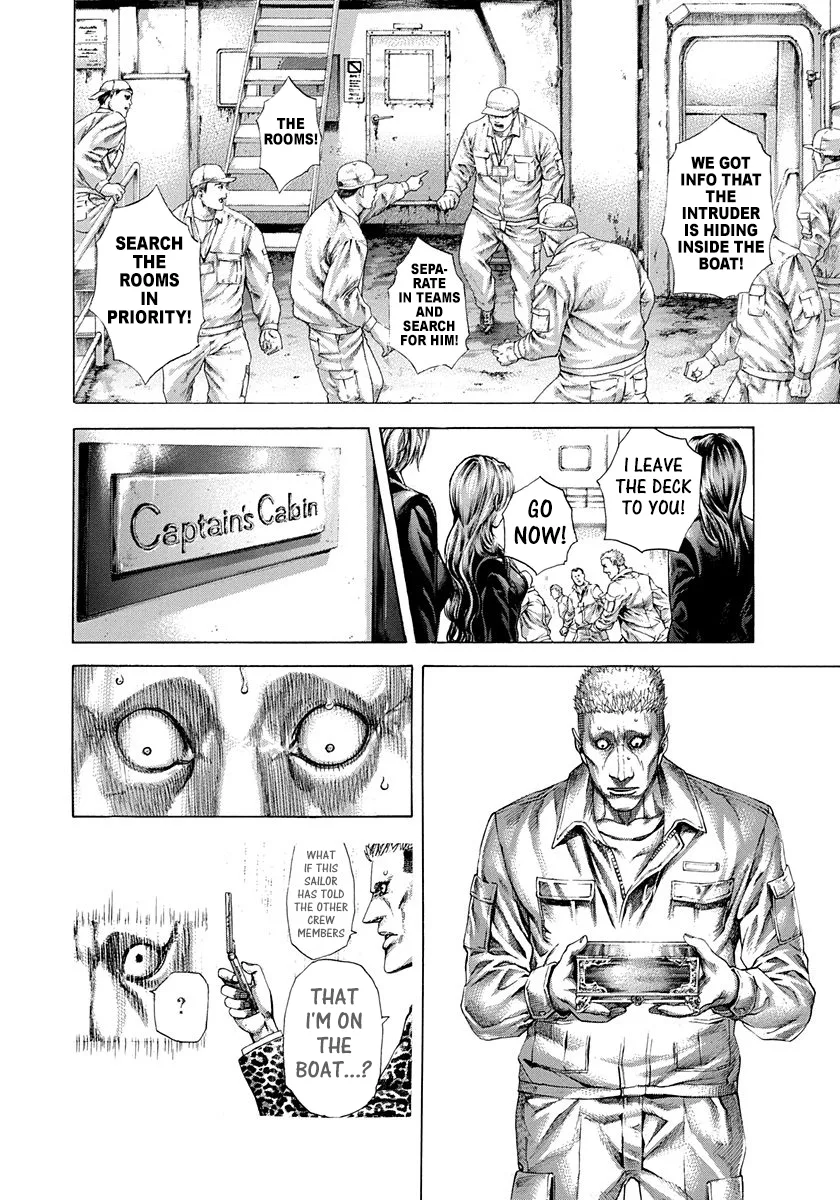 WE GOT
INFO THAT
THE
INTRUDER
IS HIDING
INSIDE THE
BOAT!
SEPA-
RATE
IN TEAMS
AND
SEARCH
FOR HIM!
THE
ROOMS!
SEARCH
THE
ROOMS
IN
PRIORITY!
I LEAVE
THE DECK
TO YOU!
GO
NOW!
Captain's Cabin
WHAT
IF THIS
SAILOR
HAS TOLD
THE OTHER
CREW
MEMBERS
THAT
I'M ON
THE
BOAT...?
?